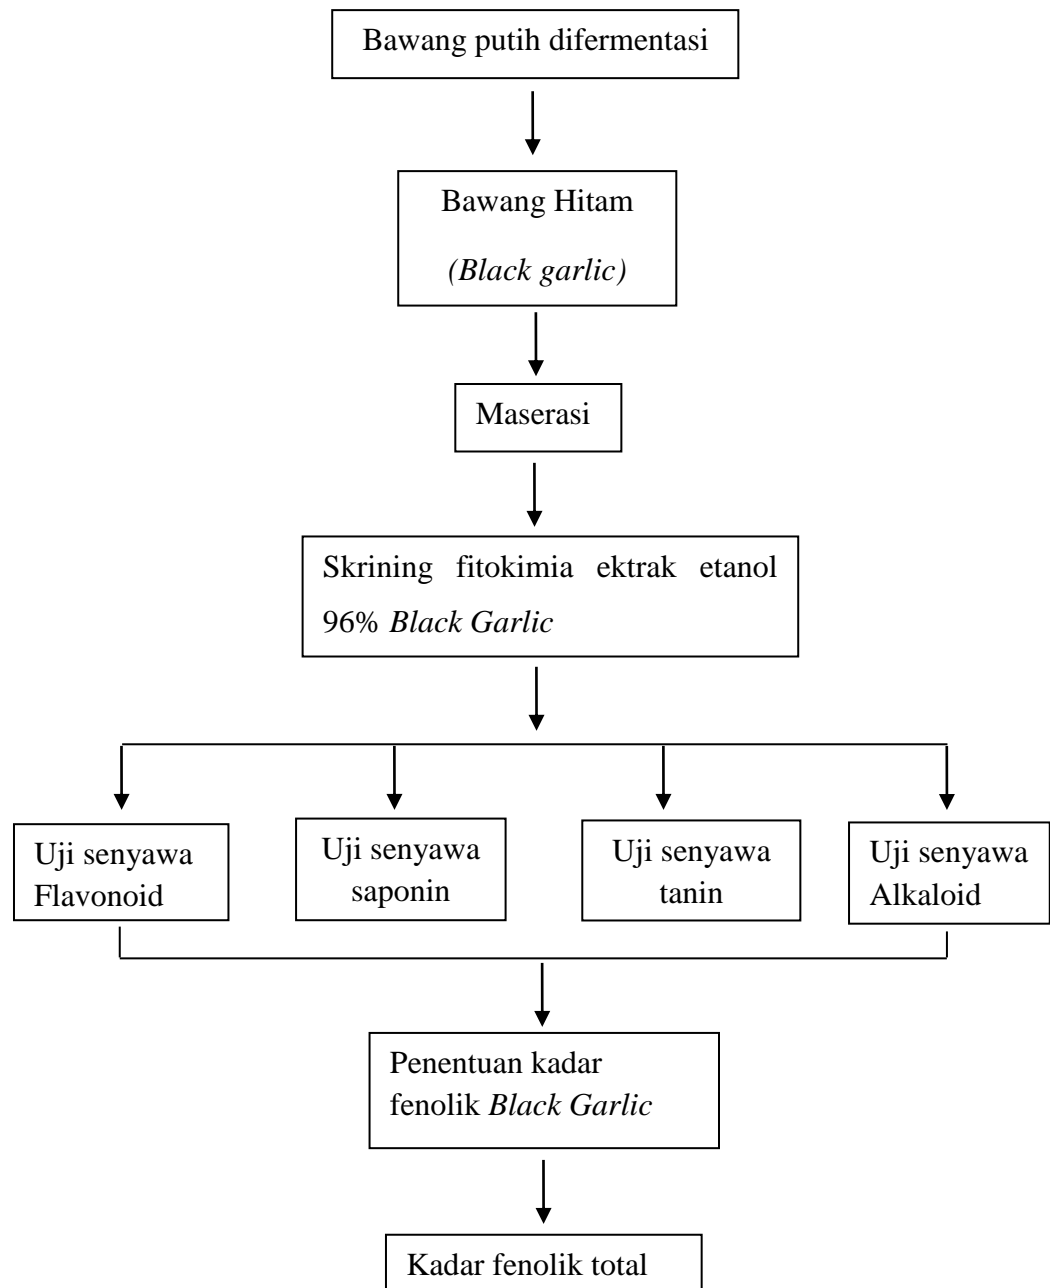 Bawang putih difermentasi
Bawang Hitam
(Black garlic)
Maserasi
Skrining fitokimia ektrak etanol
96% Black Garlic
Uji senyawa
Flavonoid
Uji senyawa
saponin
Uji senyawa
tanin
Uji senyawa
Alkaloid
Penentuan kadar
fenolik Black Garlic
Kadar fenolik total